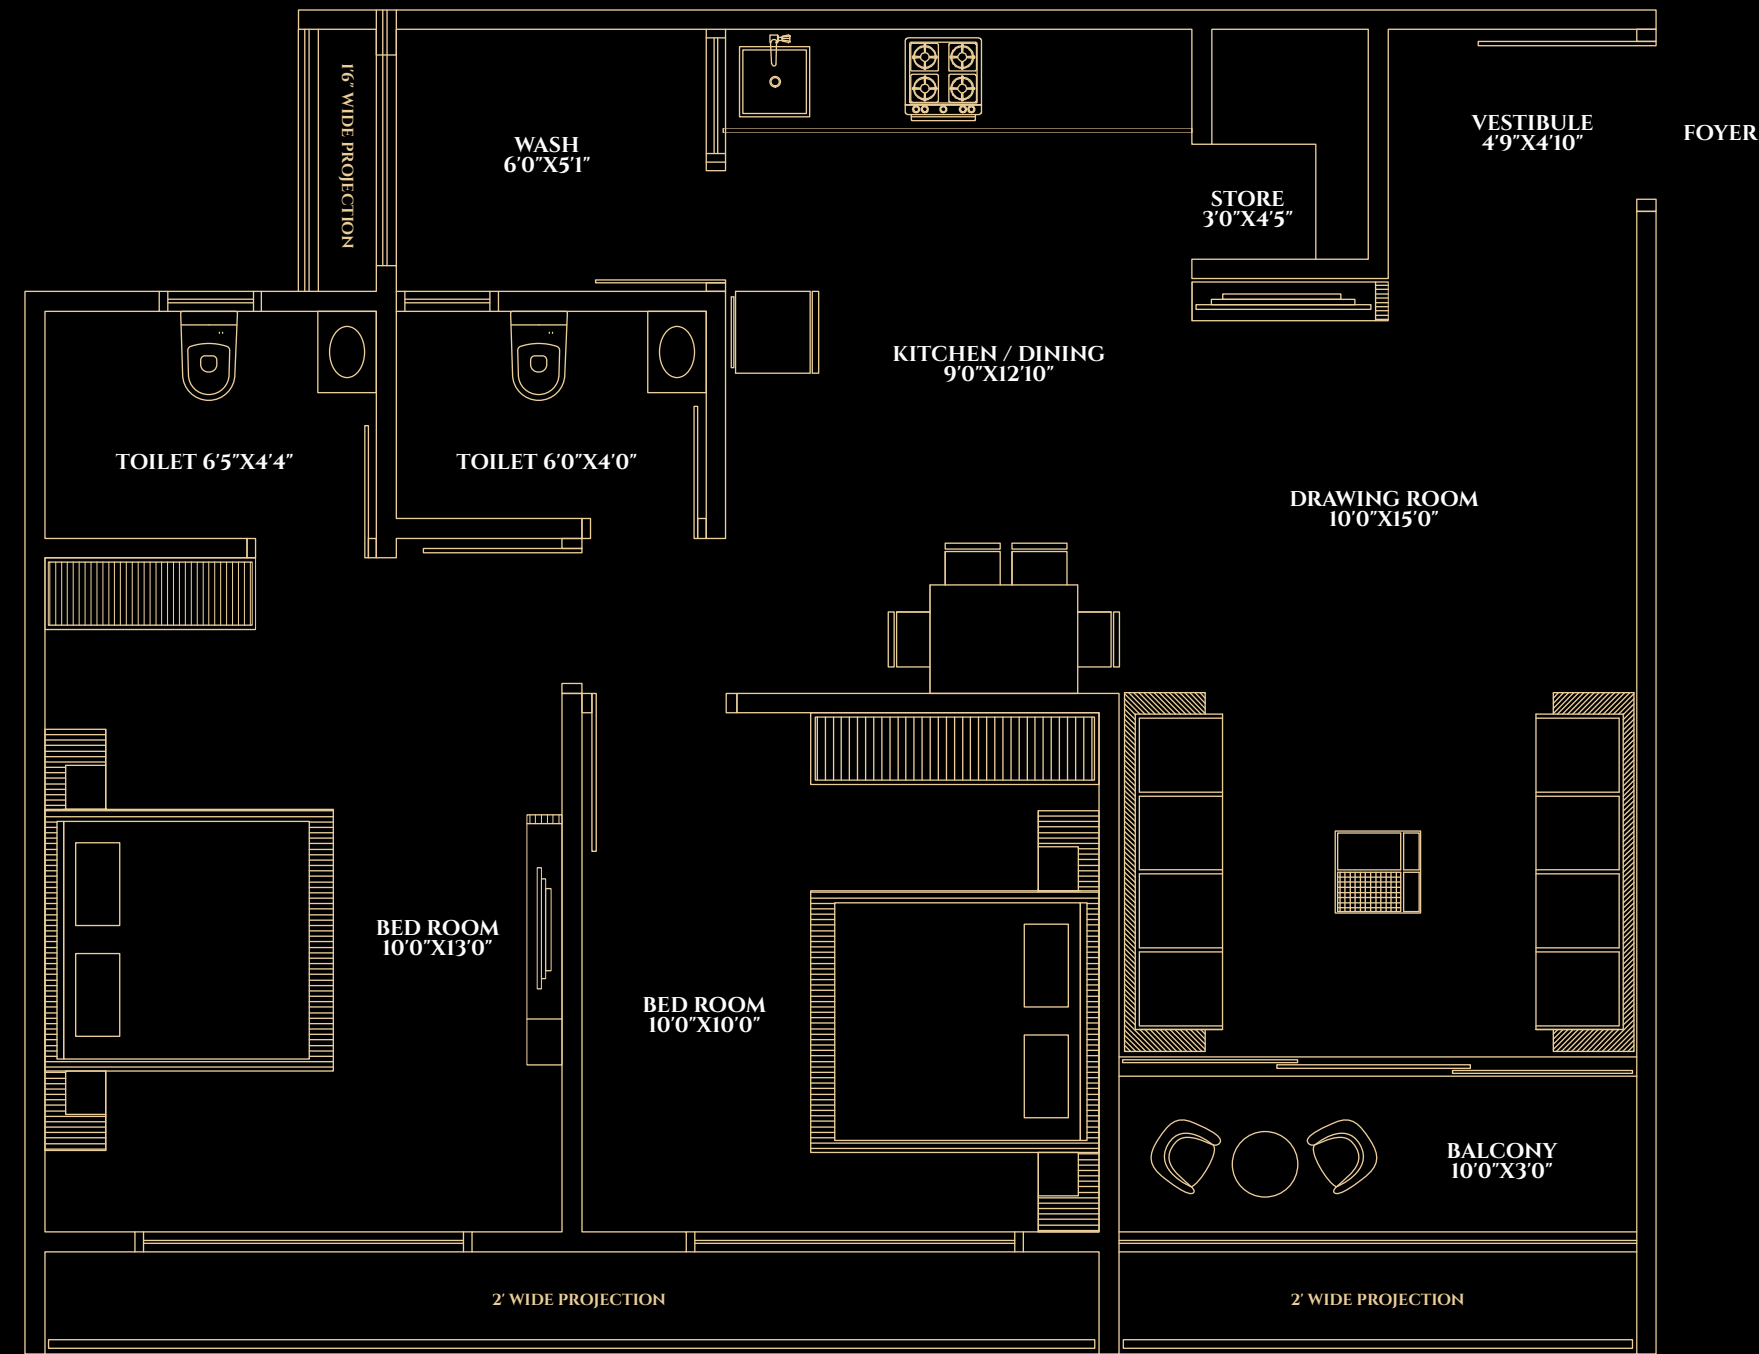 1'6" WIDE PROJECTION
WASH
6'0"X5'1"
VESTIBULE
4'9"X4'10"
FOYER
STORE
3'0"X4'5"
KITCHEN / DINING
9'0"X12'10"
TOILET 6'5"X4'4"
TOILET 6'0"X4'0"
DRAWING ROOM
10'0"X15'0"
BED ROOM
10'0"X13'0"
BED ROOM
10'0"X10'0"
BALCONY
10'0"X3'0"
2' WIDE PROJECTION
2' WIDE PROJECTION